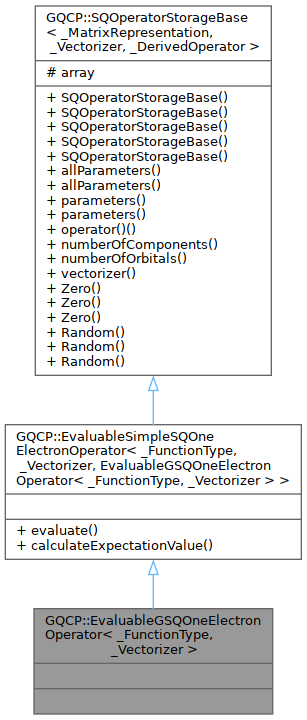 GQCP::SQOperatorStorageBase
< _MatrixRepresentation,
_Vectorizer, _DerivedOperator >
# array
+ SQOperatorStorageBase()
+ SQOperatorStorageBase()
+ SQOperatorStorageBase()
+ SQOperatorStorageBase()
+ SQOperatorStorageBase()
+ allParameters()
+ allParameters()
+ parameters()
+ parameters()
+ operator()()
+ numberOfComponents()
+ numberOfOrbitals()
+ vectorizer()
+ Zero()
+ Zero()
+ Zero()
+ Random()
+ Random()
+ Random()
GQCP::EvaluableSimpleSQOne
ElectronOperator< _FunctionType,
_Vectorizer, EvaluableGSQOneElectron
Operator< _FunctionType, _Vectorizer > >
+ evaluate()
+ calculateExpectationValue()
GQCP::EvaluableGSQOneElectron
Operator< _FunctionType,
_Vectorizer >